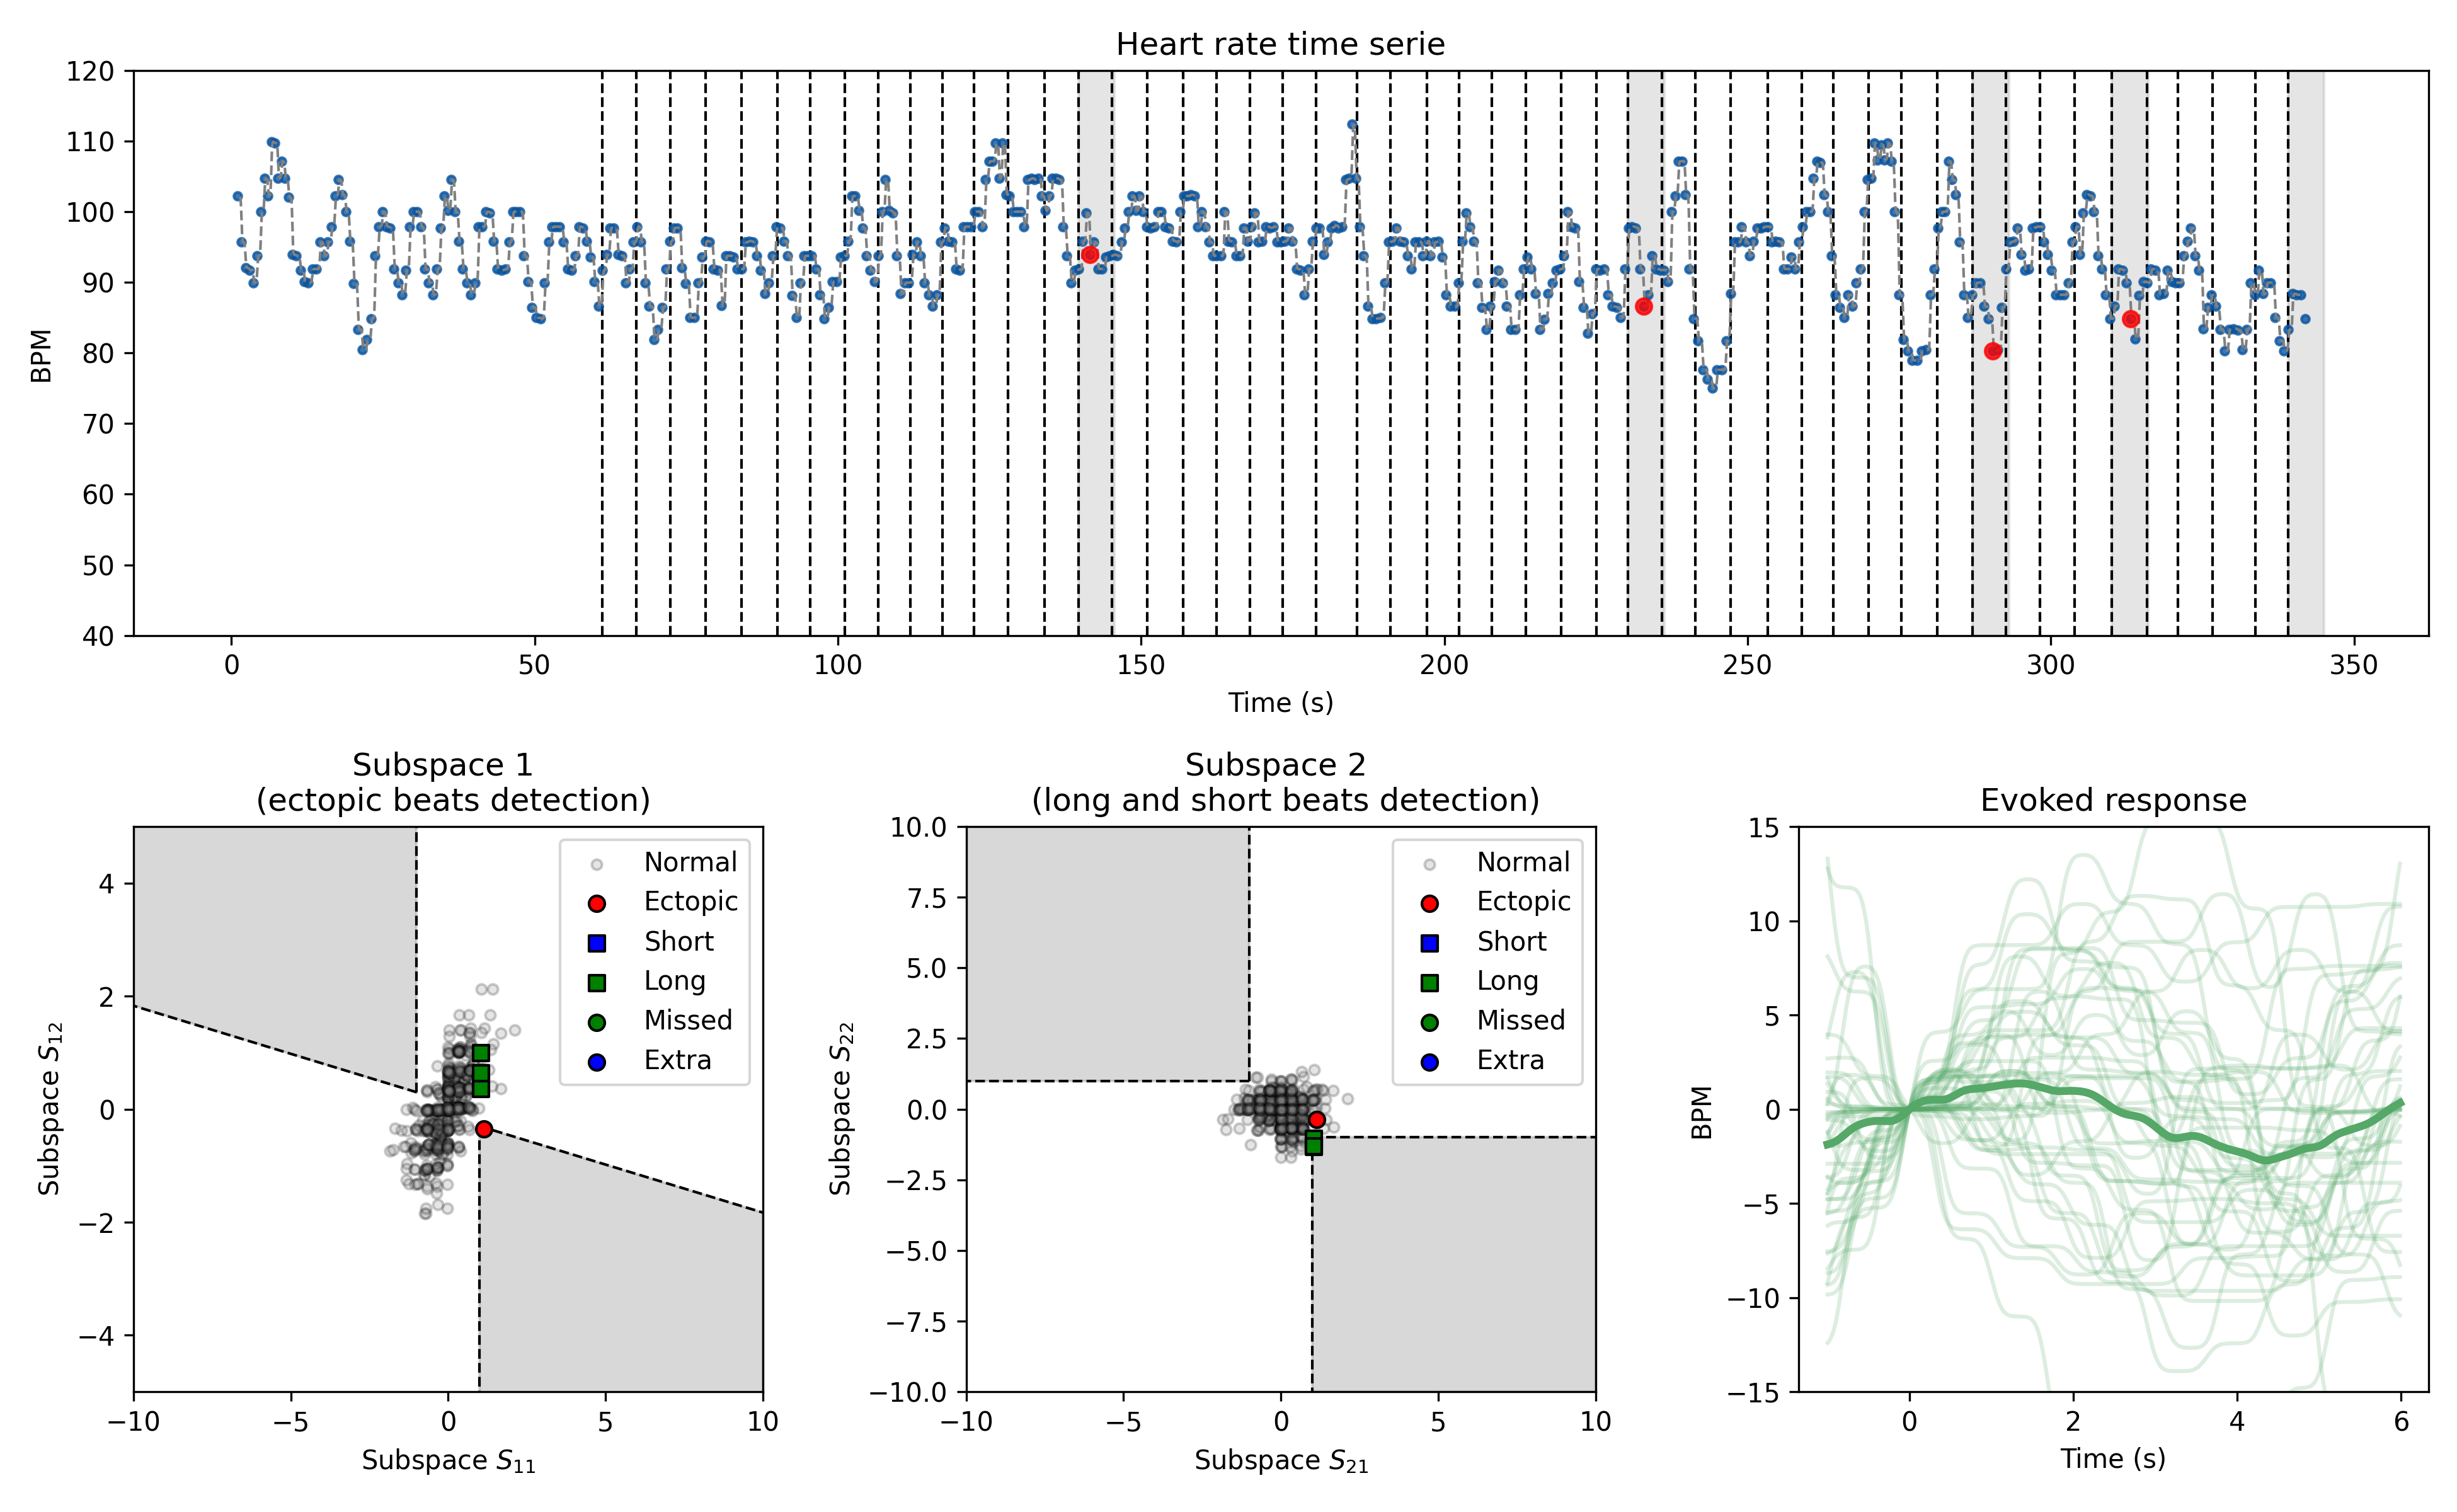 Heart rate time serie
120
110
100
90
80
70
60
50
40
BPM
0 50 100 150 200 250 300 350
Time (s)
Subspace 1
(ectopic beats detection)
4
2
0
−2
−4
Subspace S12
Normal
Ectopic
Short
Long
Missed
Extra
−10 −5 0 5 10
Subspace S11
Subspace 2
(long and short beats detection)
10.0
7.5
5.0
2.5
0.0
−2.5
−5.0
−7.5
−10.0
Subspace S22
Normal
Ectopic
Short
Long
Missed
Extra
−10 −5 0 5 10
Subspace S21
Evoked response
15
10
5
0
−5
−10
−15
BPM
0 2 4 6
Time (s)